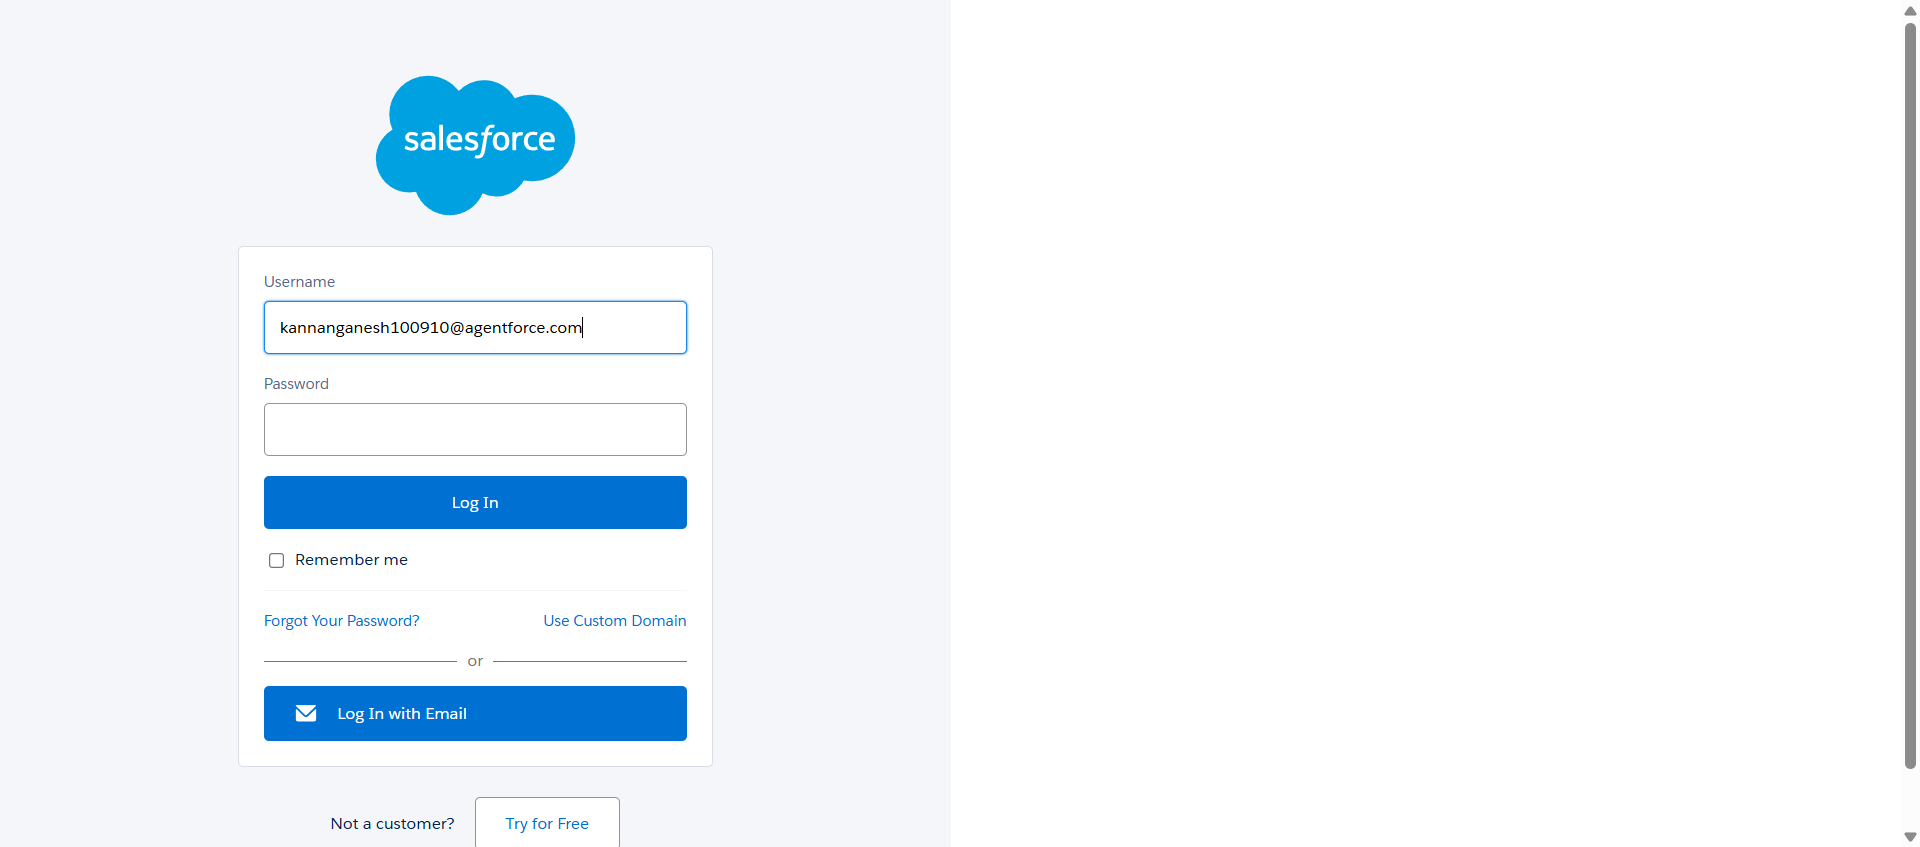 salesforce
Username
kannanganesh100910@agentforce.com
Password
Log In
Remember me
Forgot Your Password? Use Custom Domain
or
Log In with Email
Not a customer? Try for Free